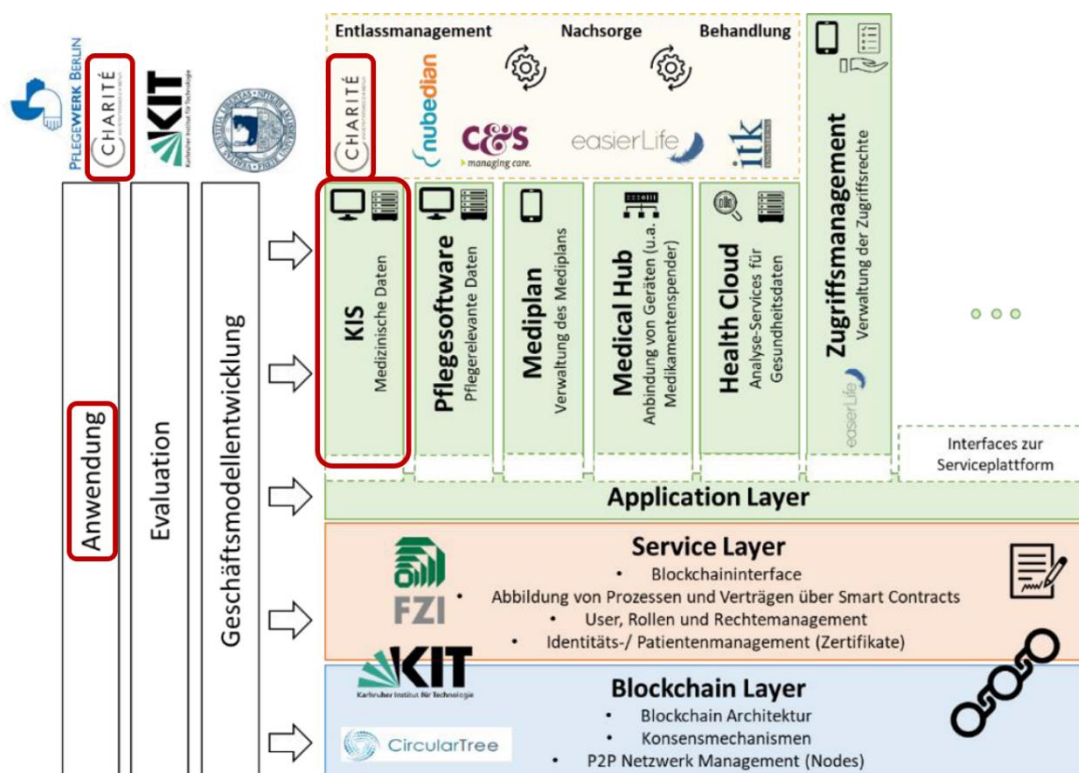 PFLEGEWERK BERLIN
CHARITÉ
KIT
Karlsruher Institut für Technologie
Anwendung
Evaluation
Geschäftsmodellentwicklung
Entlassmanagement
Nachsorge
Behandlung
CHARITÉ
nubedian
C&S
managing care.
easierLife
itk
KIS
Medizinische Daten
Pflegesoftware
Pflegerelevante Daten
Mediplan
Verwaltung des Mediplans
Medical Hub
Anbindung von Geräten (u.a.
Medikamentenspender)
Health Cloud
Analyse-Services für
Gesundheitsdaten
Zugriffsmanagement
Verwaltung der Zugriffsrechte
easierLife
Interfaces zur
Serviceplattform
Application Layer
Service Layer
FZI
• Blockchaininterface
• Abbildung von Prozessen und Verträgen über Smart Contracts
• User, Rollen und Rechtemanagement
• Identitäts-/ Patientenmanagement (Zertifikate)
KIT
Karlsruher Institut für Technologie
CircularTree
Blockchain Layer
• Blockchain Architektur
• Konsensmechanismen
• P2P Netzwerk Management (Nodes)